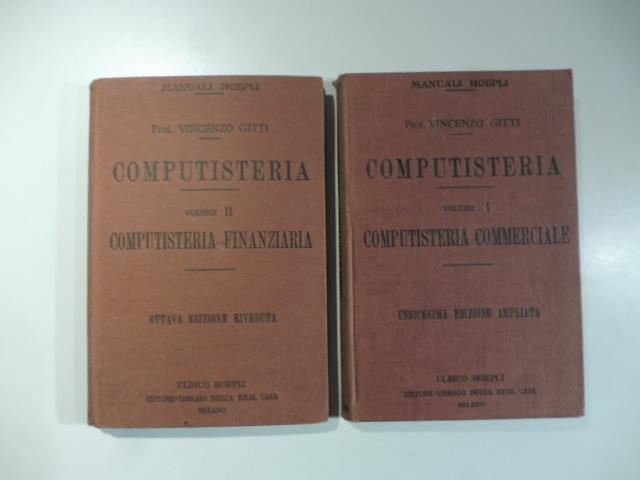 MANUALI HOEPLI
Prof. VINCENZO GITTI
COMPUTISTERIA
VOLUME II
COMPUTISTERIA FINANZIARIA
OTTAVA EDIZIONE RIVEDUTA
ULRICO HOEPLI
EDITORE-LIBRAIO DELLA REAL CASA
MILANO
MANUALI HOEPLI
Prof. VINCENZO GITTI
COMPUTISTERIA
VOLUME I
COMPUTISTERIA COMMERCIALE
UNDICESIMA EDIZIONE AMPLIATA
ULRICO HOEPLI
EDITORE-LIBRAIO DELLA REAL CASA
MILANO